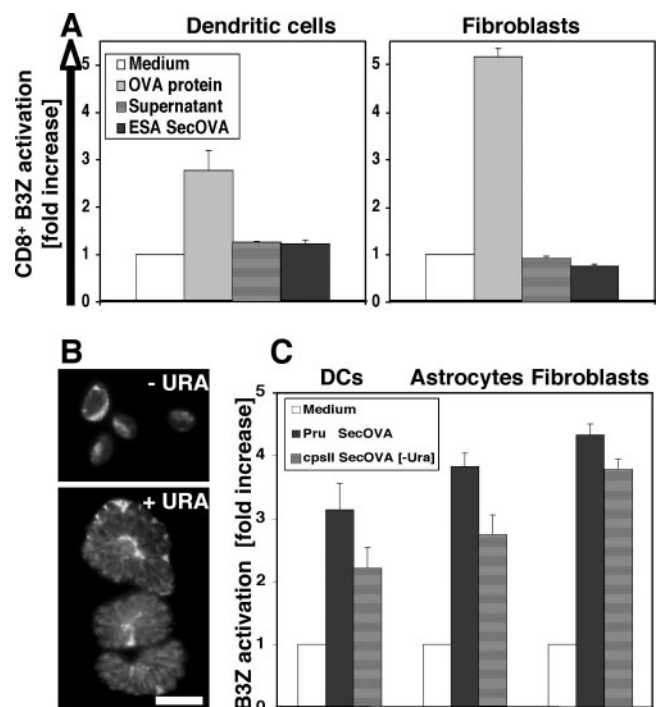 A
Dendritic cells
Fibroblasts
CD8+ B3Z activation
[fold increase]
5
4
3
2
1
0
Medium
OVA protein
Supernatant
ESA SecOVA
5
4
3
2
1
0
B
- URA
+ URA
C
DCs
Astrocytes
Fibroblasts
B3Z activation [fold increase]
5
4
3
2
1
0
Medium
Pru SecOVA
cpsII SecOVA [-Ura]